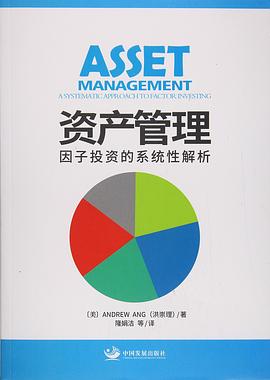 ASSET
MANAGEMENT
A SYSTEMATIC APPROACH TO FACTOR INVESTING
资产管理
因子投资的系统性解析
〔美〕ANDREW ANG（洪崇理）/著
隆娟洁 等/译
中国发展出版社